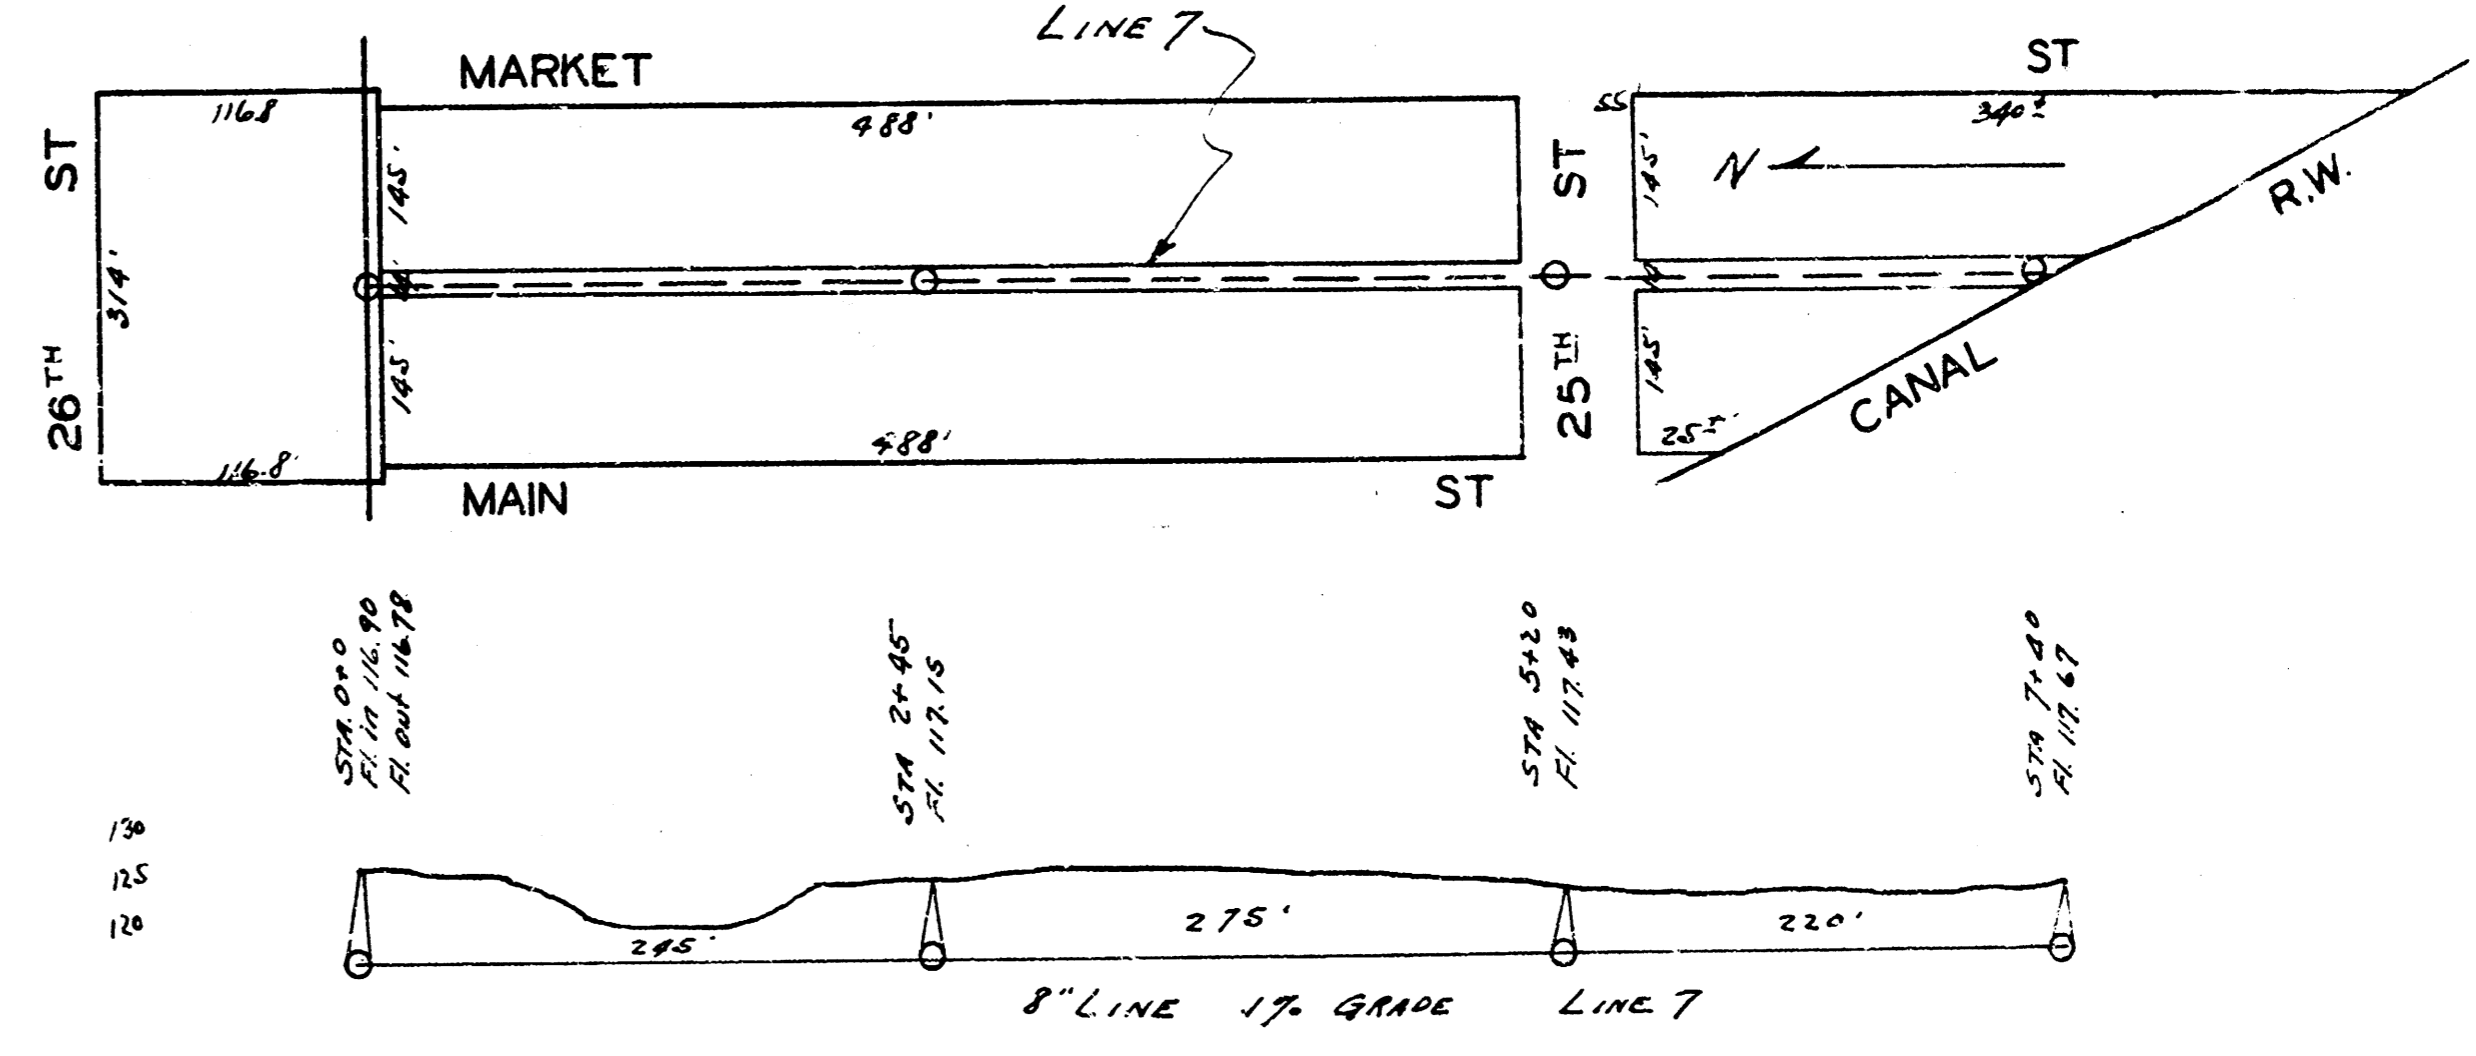 LINE 7
MARKET ST
116.8
488'
55
340±
26TH ST
314'
145'
14'
145'
25TH ST
145'
145'
N
R.W.
CANAL
25±'
116.8'
488'
MAIN ST
STA. 0+0
Fl. in 116.90
Fl. out 116.78
STA 2+45
Fl. 117.15
STA 5+20
Fl. 117.43
STA 7+40
Fl. 117.67
130
125
120
245'
275'
220'
8" LINE .1% GRADE LINE 7